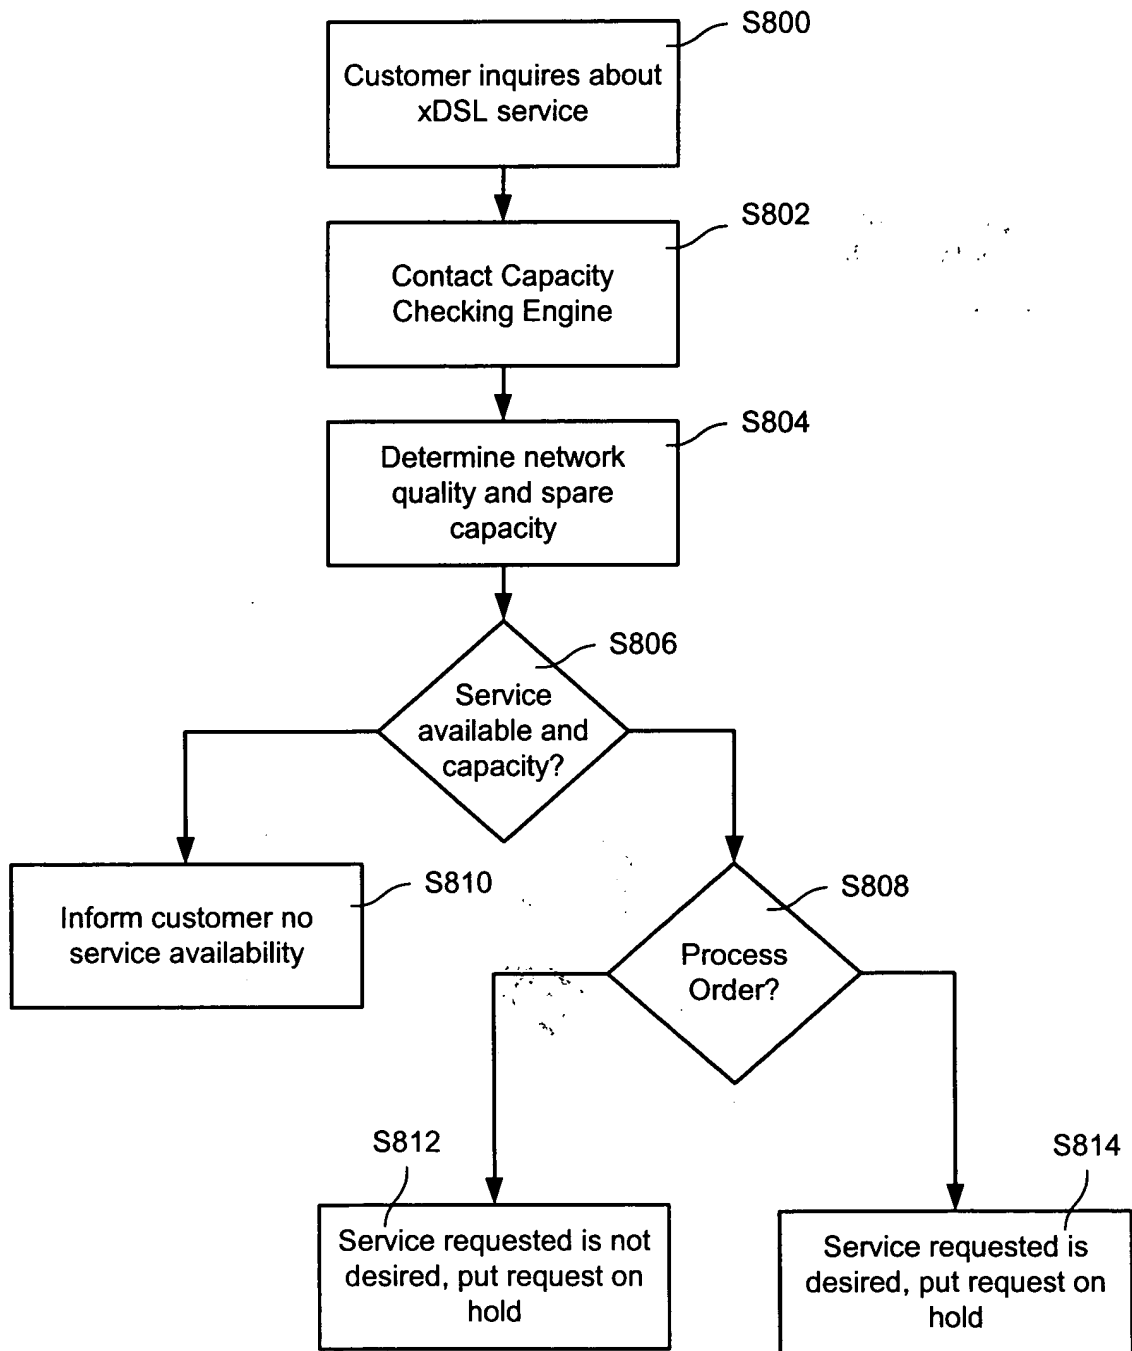 S800
Customer inquires about
xDSL service
S802
Contact Capacity
Checking Engine
S804
Determine network
quality and spare
capacity
S806
Service
available and
capacity?
S810
Inform customer no
service availability
S808
Process
Order?
S812
Service requested is not
desired, put request on
hold
S814
Service requested is
desired, put request on
hold